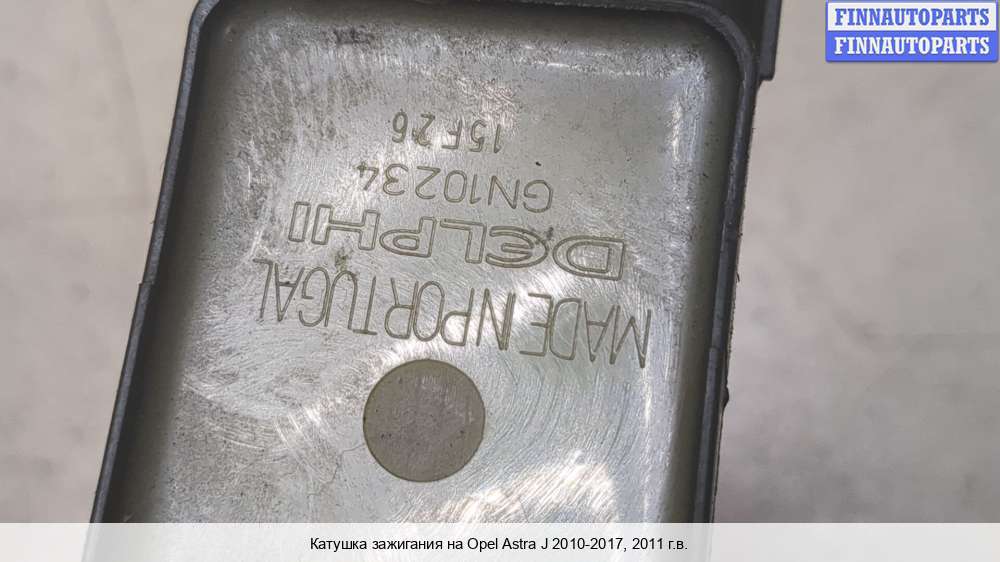 FINNAUTOPARTS
FINNAUTOPARTS
MADE IN PORTUGAL
DELPHI
GN10234
15F26
Катушка зажигания на Opel Astra J 2010-2017, 2011 г.в.